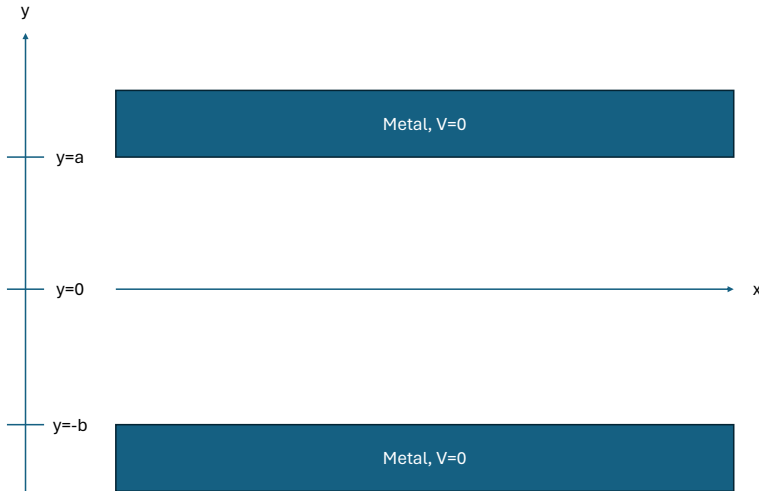 y
Metal, V=0
y=a
y=0
x
y=-b
Metal, V=0